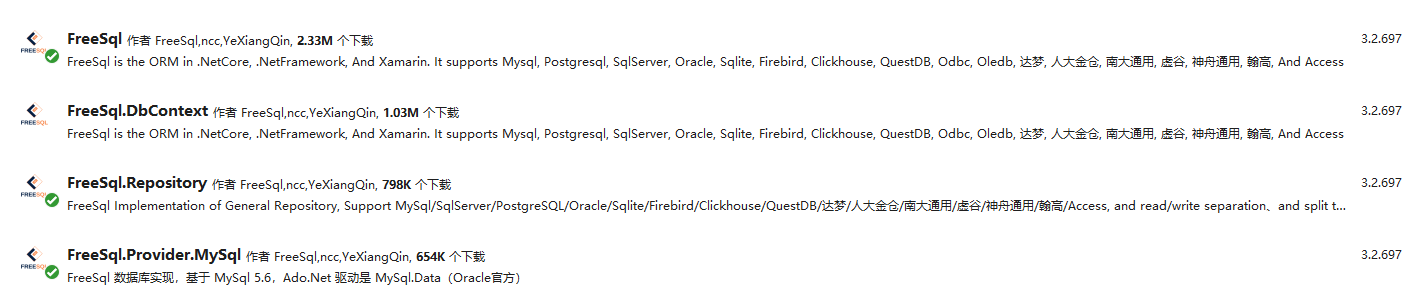 FreeSql 作者 FreeSql,ncc,YeXiangQin, 2.33M 个下载 3.2.697
FREESQL
FreeSql is the ORM in .NetCore, .NetFramework, And Xamarin. It supports Mysql, Postgresql, SqlServer, Oracle, Sqlite, Firebird, Clickhouse, QuestDB, Odbc, Oledb, 达梦, 人大金仓, 南大通用, 虚谷, 神舟通用, 翰高, And Access
FreeSql.DbContext 作者 FreeSql,ncc,YeXiangQin, 1.03M 个下载 3.2.697
FREESQL
FreeSql is the ORM in .NetCore, .NetFramework, And Xamarin. It supports Mysql, Postgresql, SqlServer, Oracle, Sqlite, Firebird, Clickhouse, QuestDB, Odbc, Oledb, 达梦, 人大金仓, 南大通用, 虚谷, 神舟通用, 翰高, And Access
FreeSql.Repository 作者 FreeSql,ncc,YeXiangQin, 798K 个下载 3.2.697
FREESQL
FreeSql Implementation of General Repository, Support MySql/SqlServer/PostgreSQL/Oracle/Sqlite/Firebird/Clickhouse/QuestDB/达梦/人大金仓/南大通用/虚谷/神舟通用/翰高/Access, and read/write separation、and split t...
FreeSql.Provider.MySql 作者 FreeSql,ncc,YeXiangQin, 654K 个下载 3.2.697
FREESQL
FreeSql 数据库实现，基于 MySql 5.6，Ado.Net 驱动是 MySql.Data（Oracle官方）